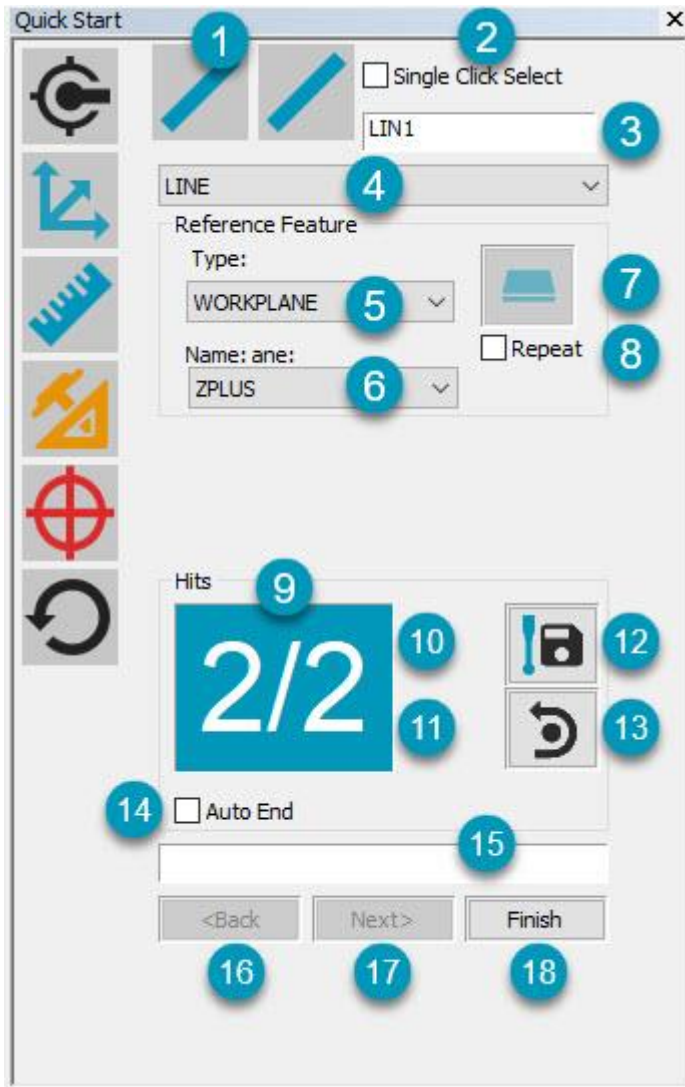 Quick Start
1
2
Single Click Select
LIN1
3
LINE
4
Reference Feature
Type:
WORKPLANE
5
7
Name: ane:
Repeat
8
ZPLUS
6
Hits
9
2/2
10
12
11
13
14
Auto End
15
<Back
Next>
Finish
16
17
18